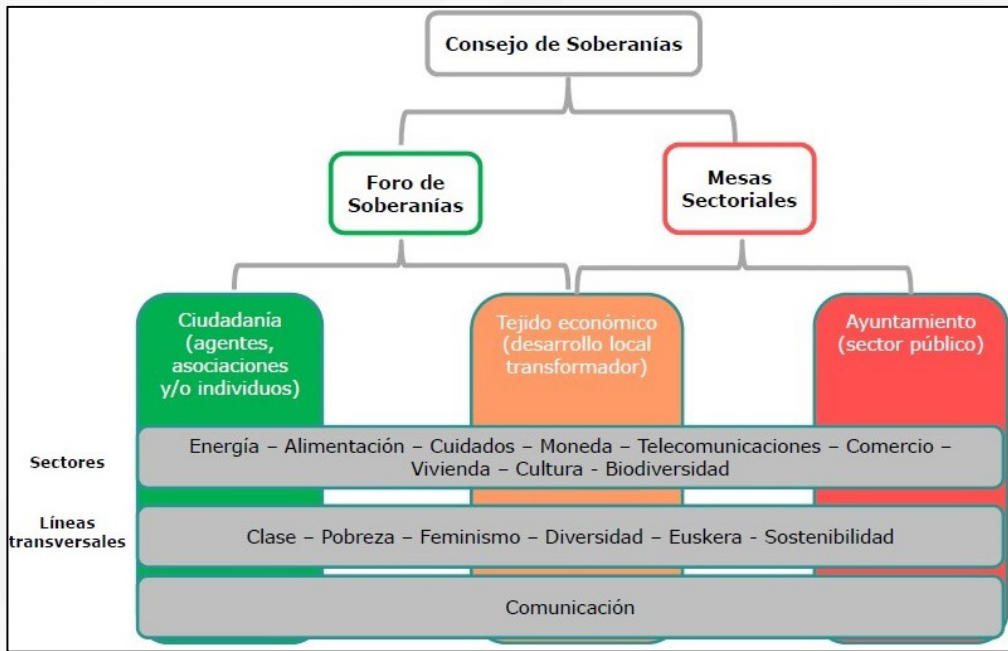 Consejo de Soberanías
Foro de
Soberanías
Mesas
Sectoriales
Ciudadanía
(agentes,
asociaciones
y/o individuos)
Tejido económico
(desarrollo local
transformador)
Ayuntamiento
(sector público)
Sectores
Energía – Alimentación – Cuidados – Moneda – Telecomunicaciones – Comercio –
Vivienda – Cultura - Biodiversidad
Líneas
transversales
Clase – Pobreza – Feminismo – Diversidad – Euskera - Sostenibilidad
Comunicación